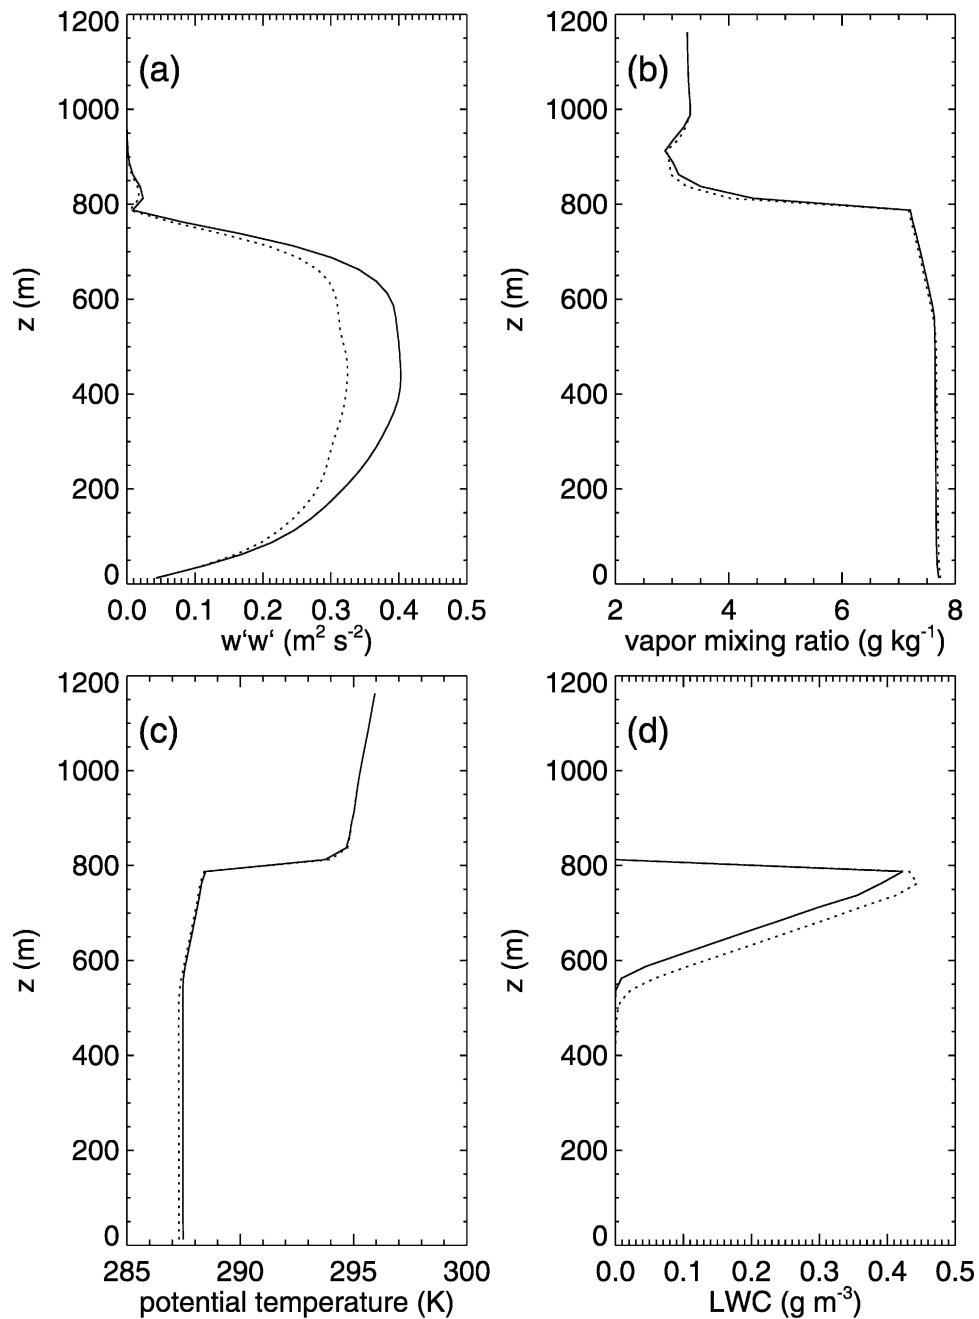 1200 1200
(a) (b)
1000 1000
800 800
z (m) z (m)
600 600
400 400
200 200
0 0
0.0 0.1 0.2 0.3 0.4 0.5 2 4 6 8
w‘w‘ (m² s⁻²) vapor mixing ratio (g kg⁻¹)
1200 1200
(c) (d)
1000 1000
800 800
z (m) z (m)
600 600
400 400
200 200
0 0
285 290 295 300 0.0 0.1 0.2 0.3 0.4 0.5
potential temperature (K) LWC (g m⁻³)